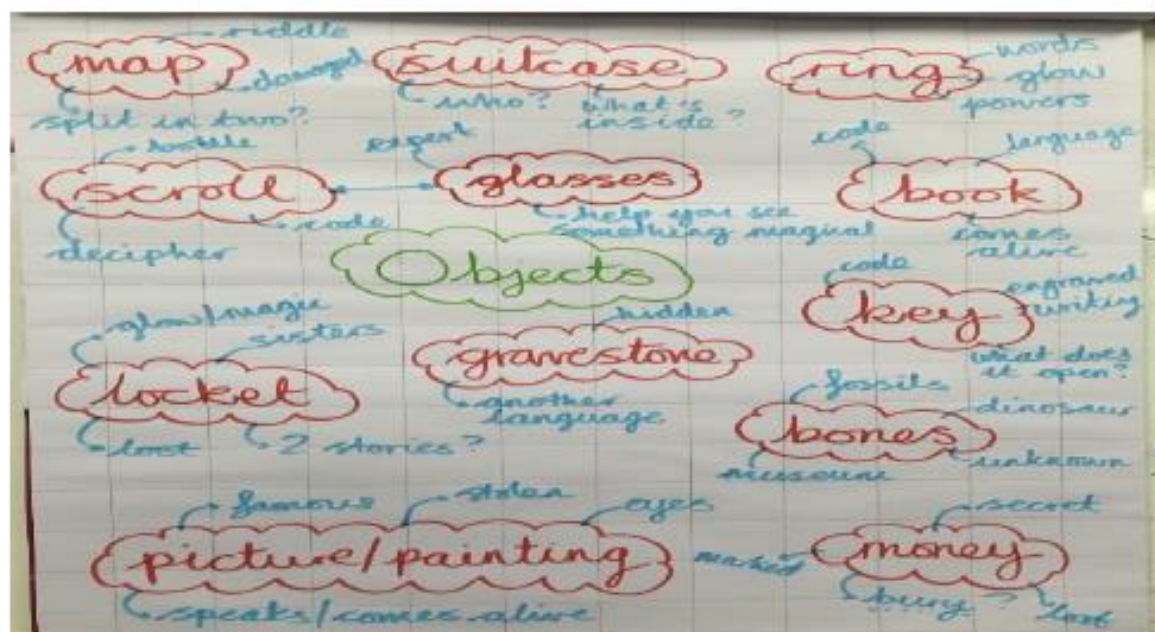 riddle
map
damaged
split in two?
suitcase
who?
what's
inside?
ring
words
glow
powers
bottle
scroll
code
decipher
expert
glasses
help you see
something magical
code
language
book
comes
alive
Objects
code
key
engraved
writing
what does
it open?
glow/magic
sisters
locket
lost
2 stories?
hidden
gravestone
another
language
fossils
dinosaur
bones
unknown
museum
famous
stolen
eyes
picture/painting
speaks/comes alive
secret
money
marked
bury?
lost